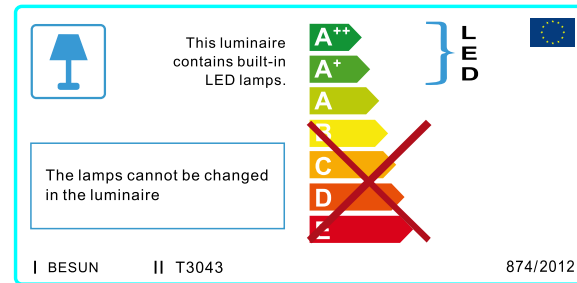 This luminaire
contains built-in
LED lamps.
A++
A+
A
B
C
D
E
L
E
D
The lamps cannot be changed
in the luminaire
I BESUN II T3043
874/2012